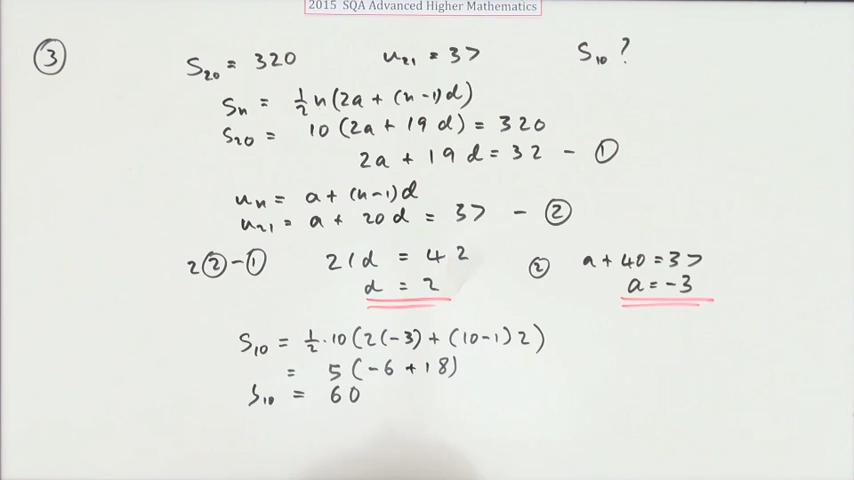 2015 SQA Advanced Higher Mathematics
③ S₂₀ = 320 u₂₁ = 37 S₁₀ ?
Sₙ = ½n(2a + (n-1)d)
S₂₀ = 10(2a + 19d) = 320
2a + 19d = 32 - ①
uₙ = a + (n-1)d
u₂₁ = a + 20d = 37 - ②
2②-① 21d = 42 ② a + 40 = 37
d = 2 a = -3
S₁₀ = ½·10(2(-3) + (10-1)2)
= 5(-6 + 18)
S₁₀ = 60